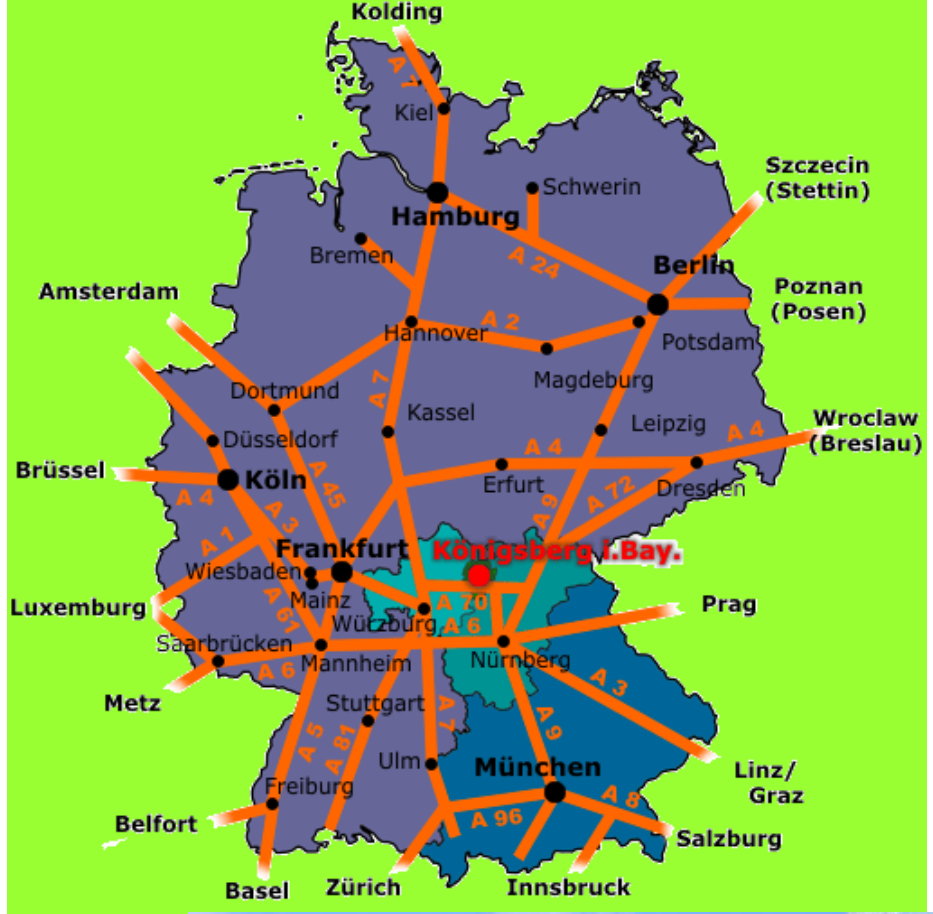 Kolding
A 7
Kiel
Szczecin
(Stettin)
Schwerin
Hamburg
Bremen
A 24
Berlin
Amsterdam
Poznan
(Posen)
A 2
Hannover
Potsdam
Magdeburg
A 7
Dortmund
Kassel
Leipzig
Wroclaw
(Breslau)
A 4
Düsseldorf
Brüssel
Köln
A 4
A 45
A 4
Erfurt
A 72
Dresden
A 9
A 3
A 1
Frankfurt
Königsberg i.Bay.
Wiesbaden
Mainz
Luxemburg
A 61
A 70
Prag
Würzburg
A 6
Saarbrücken
Mannheim
Nürnberg
A 6
A 3
Metz
Stuttgart
A 7
A 9
A 5
A 81
Ulm
München
Linz/
Graz
Freiburg
A 8
A 96
Belfort
Salzburg
Basel
Zürich
Innsbruck